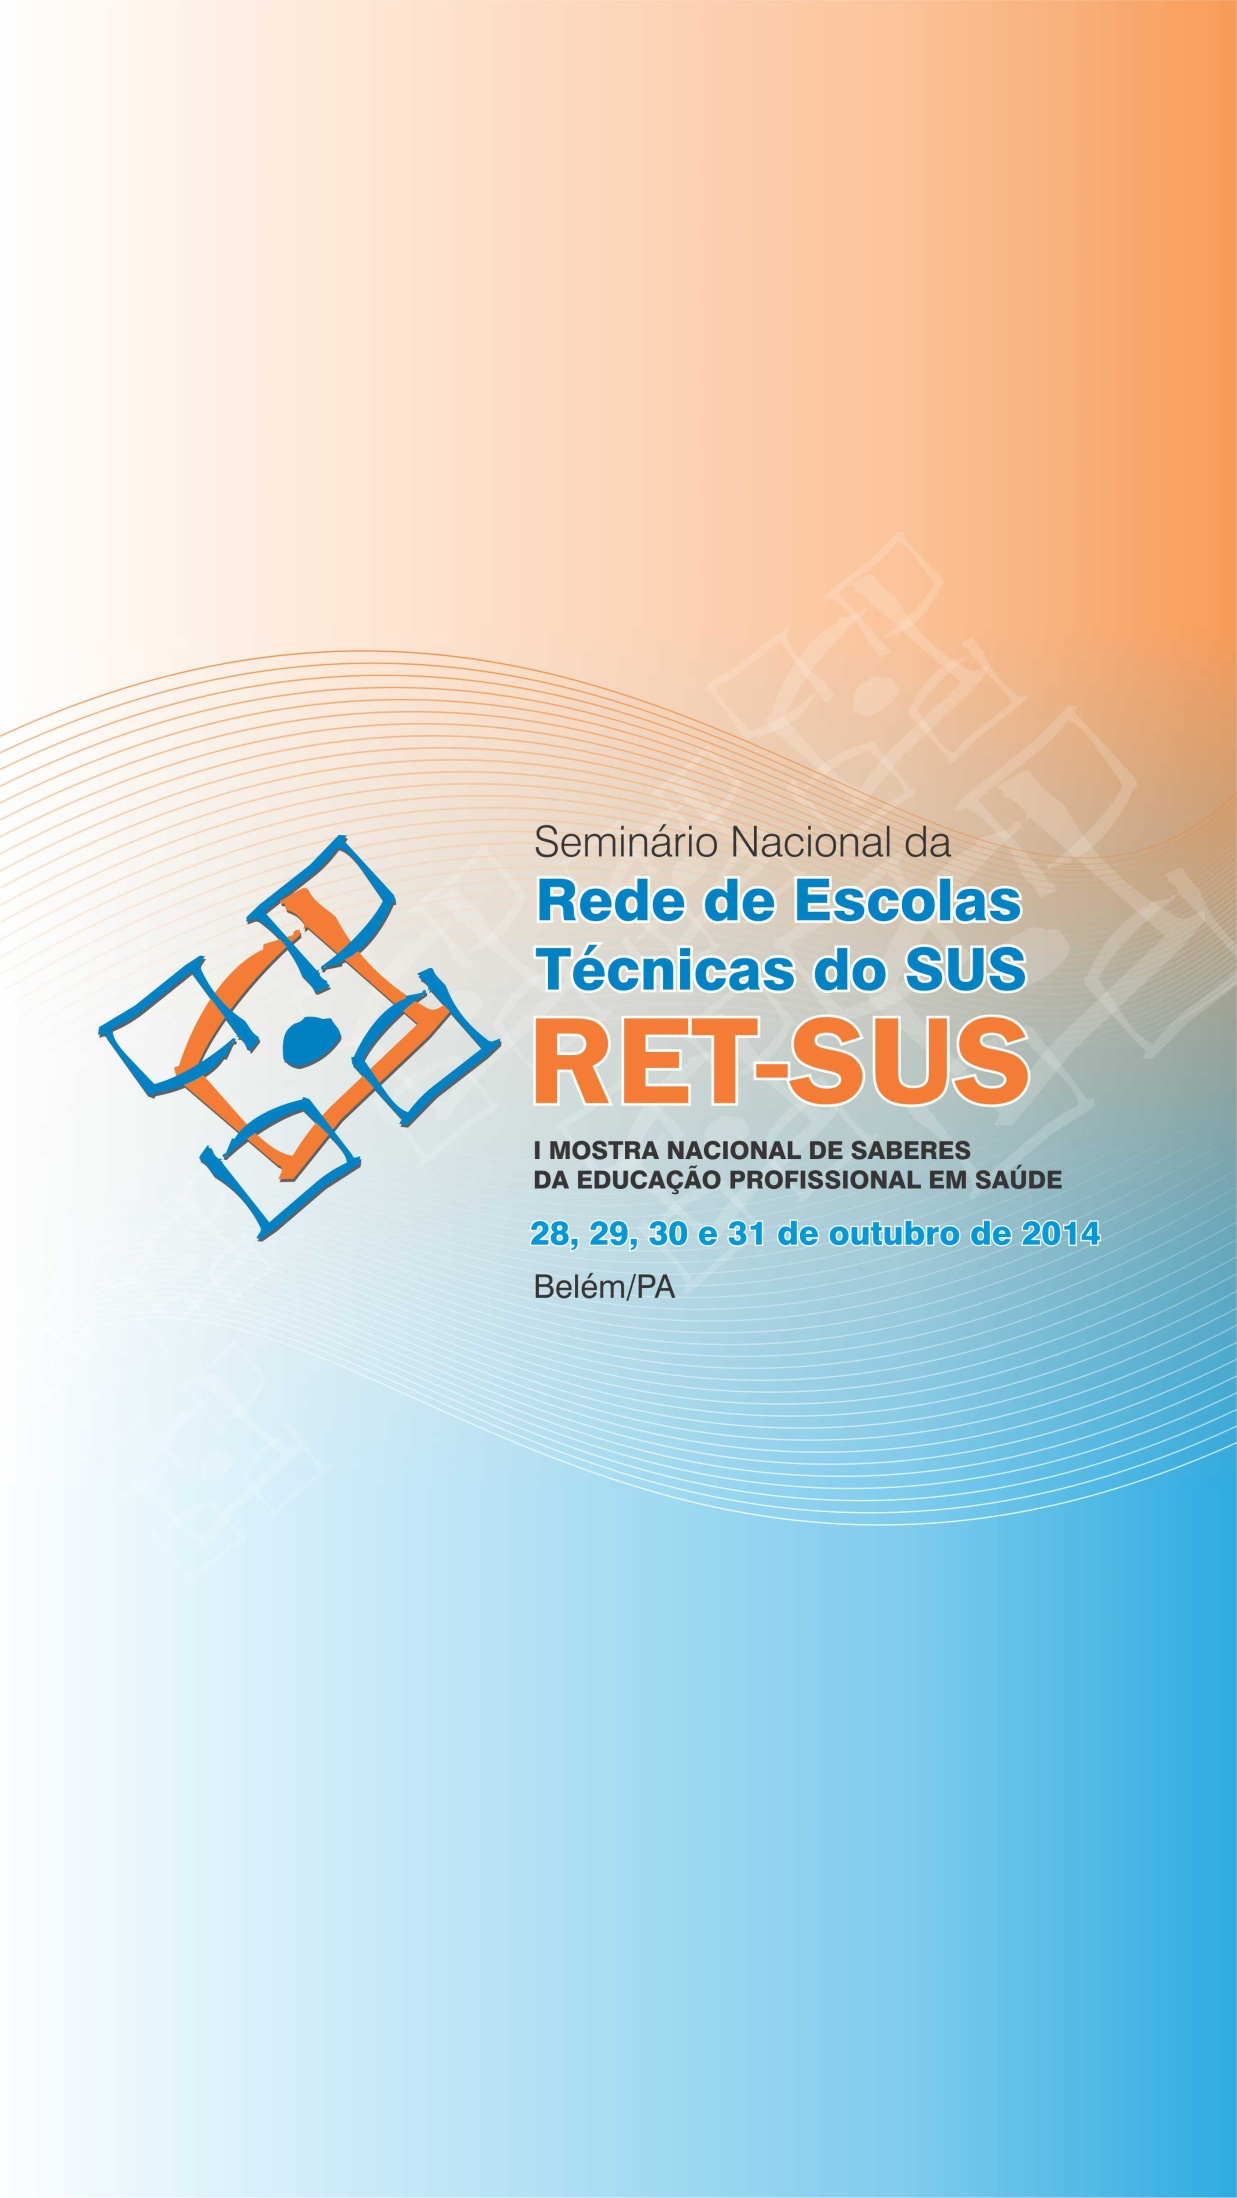 Seminário Nacional da
Rede de Escolas
Técnicas do SUS
RET-SUS
I MOSTRA NACIONAL DE SABERES
DA EDUCAÇÃO PROFISSIONAL EM SAÚDE
28, 29, 30 e 31 de outubro de 2014
Belém/PA